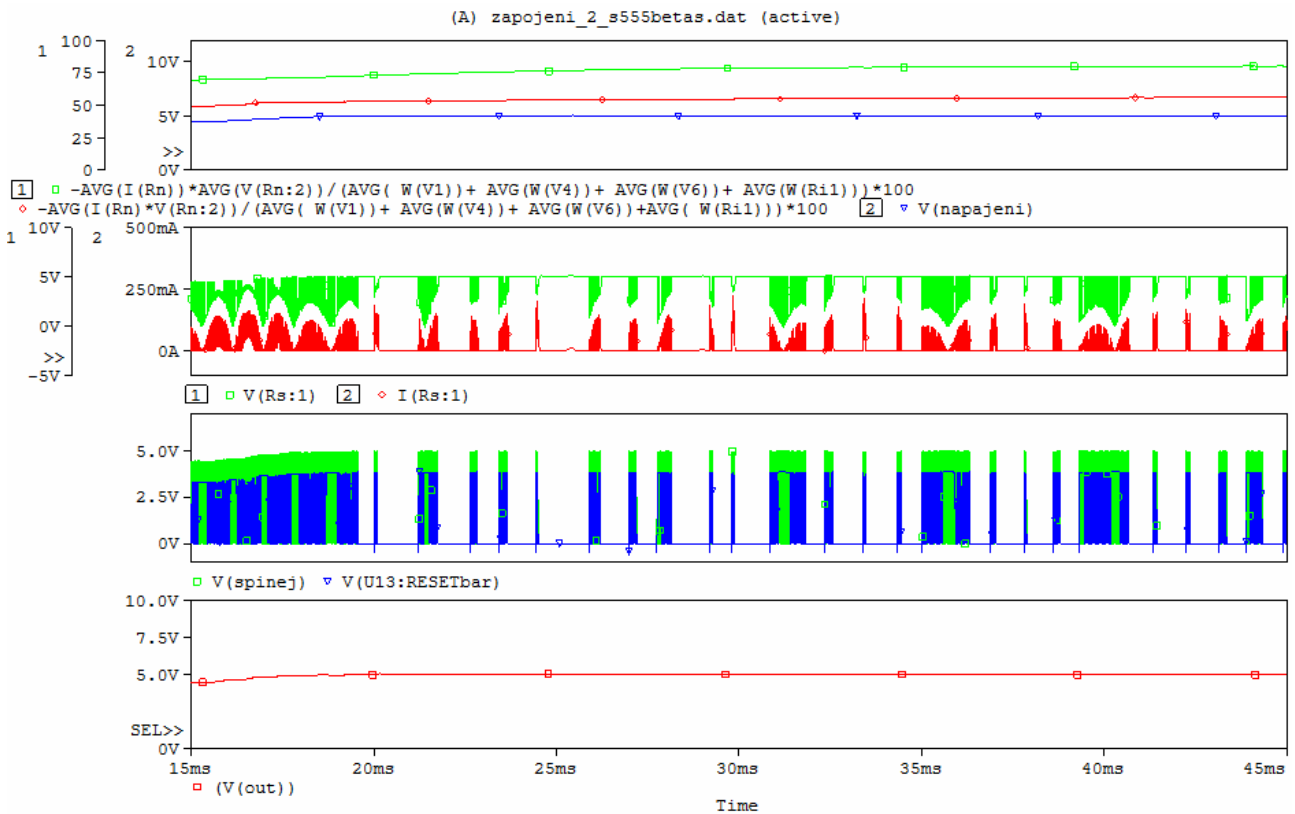 (A) zapojeni_2_s555betas.dat (active)
1 100 2 10V
75
50 5V
25
>>
0 0V
1 -AVG(I(Rn))*AVG(V(Rn:2))/(AVG( W(V1))+ AVG(W(V4))+ AVG(W(V6))+ AVG(W(Ri1)))*100
-AVG(I(Rn)*V(Rn:2))/(AVG( W(V1))+ AVG(W(V4))+ AVG(W(V6))+AVG( W(Ri1)))*100 2 V(napajeni)
1 10V 2 500mA
5V
250mA
0V
>> 0A
-5V
1 V(Rs:1) 2 I(Rs:1)
5.0V
2.5V
0V
V(spinej) V(U13:RESETbar)
10.0V
7.5V
5.0V
SEL>>
0V
15ms 20ms 25ms 30ms 35ms 40ms 45ms
(V(out))
Time